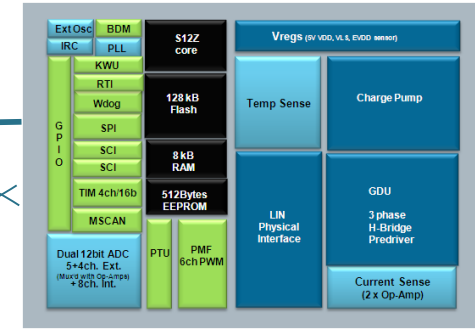 Ext Osc
BDM
IRC
PLL
S12Z
core
Vregs (5V VDD, VLS, EVDD sensor)
KWU
RTI
Wdog
SPI
SCI
SCI
TIM 4ch/16b
MSCAN
G
P
I
O
128 kB
Flash
8 kB
RAM
512Bytes
EEPROM
Temp Sense
Charge Pump
LIN
Physical
Interface
GDU
3 phase
H-Bridge
Predriver
Dual 12bit ADC
5+4ch. Ext.
(Mux'd with Op-Amps)
+ 8ch. Int.
PTU
PMF
6ch PWM
Current Sense
(2 x Op-Amp)